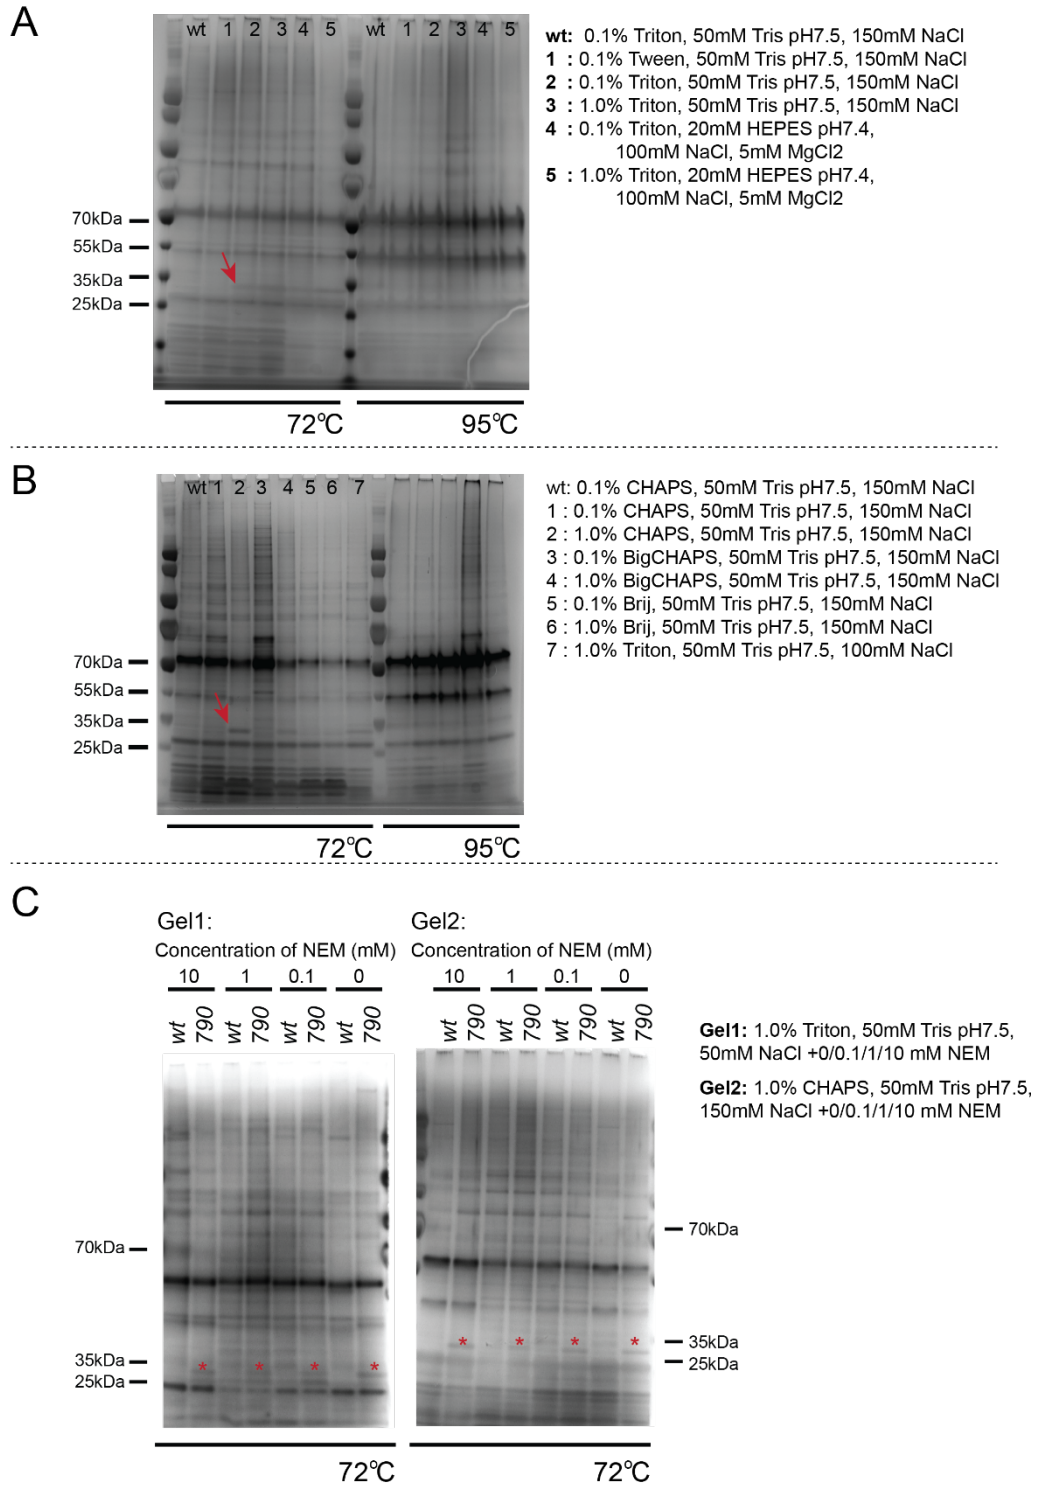 A
wt 1 2 3 4 5 wt 1 2 3 4 5
wt: 0.1% Triton, 50mM Tris pH7.5, 150mM NaCl
1 : 0.1% Tween, 50mM Tris pH7.5, 150mM NaCl
2 : 0.1% Triton, 50mM Tris pH7.5, 150mM NaCl
3 : 1.0% Triton, 50mM Tris pH7.5, 150mM NaCl
4 : 0.1% Triton, 20mM HEPES pH7.4,
100mM NaCl, 5mM MgCl2
5 : 1.0% Triton, 20mM HEPES pH7.4,
100mM NaCl, 5mM MgCl2
70kDa
55kDa
35kDa
25kDa
72°C 95°C
B
wt 1 2 3 4 5 6 7
wt: 0.1% CHAPS, 50mM Tris pH7.5, 150mM NaCl
1 : 0.1% CHAPS, 50mM Tris pH7.5, 150mM NaCl
2 : 1.0% CHAPS, 50mM Tris pH7.5, 150mM NaCl
3 : 0.1% BigCHAPS, 50mM Tris pH7.5, 150mM NaCl
4 : 1.0% BigCHAPS, 50mM Tris pH7.5, 150mM NaCl
5 : 0.1% Brij, 50mM Tris pH7.5, 150mM NaCl
6 : 1.0% Brij, 50mM Tris pH7.5, 150mM NaCl
7 : 1.0% Triton, 50mM Tris pH7.5, 100mM NaCl
70kDa
55kDa
35kDa
25kDa
72°C 95°C
C
Gel1:
Concentration of NEM (mM)
10 1 0.1 0
wt 790 wt 790 wt 790 wt 790
70kDa
35kDa
25kDa
* * * *
72°C
Gel2:
Concentration of NEM (mM)
10 1 0.1 0
wt 790 wt 790 wt 790 wt 790
70kDa
35kDa
25kDa
* * * *
72°C
Gel1: 1.0% Triton, 50mM Tris pH7.5,
50mM NaCl +0/0.1/1/10 mM NEM
Gel2: 1.0% CHAPS, 50mM Tris pH7.5,
150mM NaCl +0/0.1/1/10 mM NEM